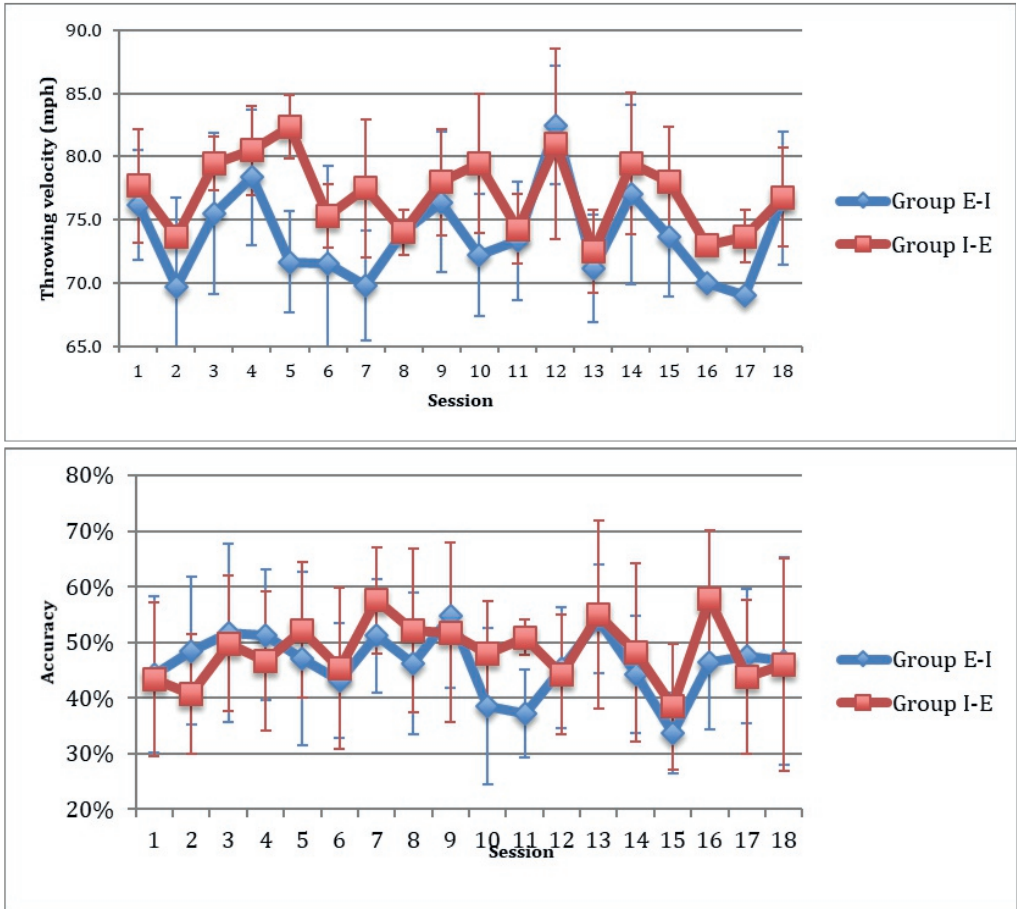 90.0
85.0
80.0
75.0
70.0
65.0
Throwing velocity (mph)
1 2 3 4 5 6 7 8 9 10 11 12 13 14 15 16 17 18
Session
Group E-I
Group I-E
80%
70%
60%
50%
40%
30%
20%
Accuracy
1 2 3 4 5 6 7 8 9 10 11 12 13 14 15 16 17 18
Session
Group E-I
Group I-E